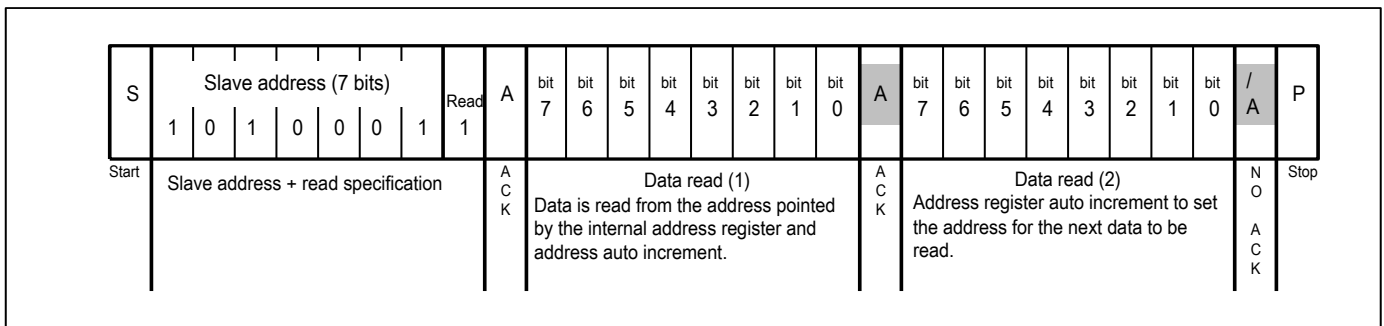 S
Slave address (7 bits)
1 0 1 0 0 0 1
Read
1
A
bit 7 bit 6 bit 5 bit 4 bit 3 bit 2 bit 1 bit 0
A
bit 7 bit 6 bit 5 bit 4 bit 3 bit 2 bit 1 bit 0
/
A
P
Start
Slave address + read specification
ACK
Data read (1)
Data is read from the address pointed
by the internal address register and
address auto increment.
ACK
Data read (2)
Address register auto increment to set
the address for the next data to be
read.
NO ACK
Stop